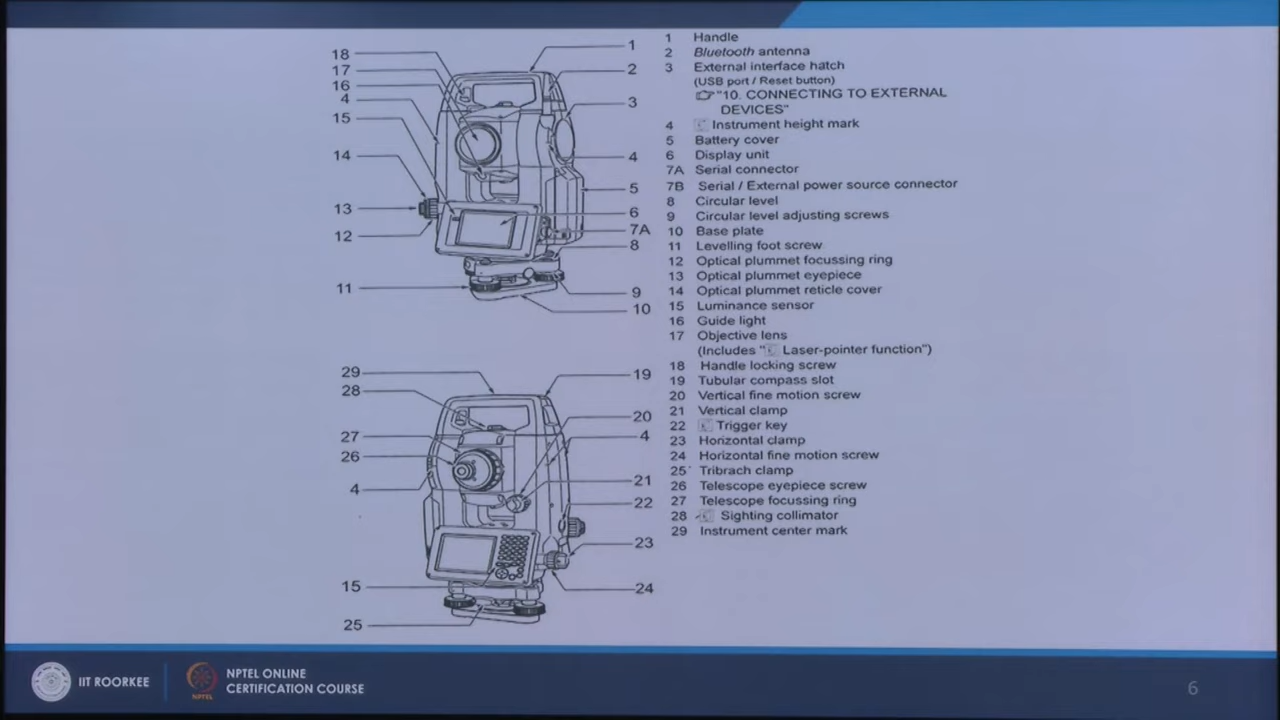 18
17
16
4
15
14
13
12
11
1
2
3
4
5
6
7A
8
9
10
29
28
27
26
4
15
25
19
20
4
21
22
23
24
1 Handle
2 Bluetooth antenna
3 External interface hatch
(USB port / Reset button)
"10. CONNECTING TO EXTERNAL
DEVICES"
4 Instrument height mark
5 Battery cover
6 Display unit
7A Serial connector
7B Serial / External power source connector
8 Circular level
9 Circular level adjusting screws
10 Base plate
11 Levelling foot screw
12 Optical plummet focussing ring
13 Optical plummet eyepiece
14 Optical plummet reticle cover
15 Luminance sensor
16 Guide light
17 Objective lens
(Includes " Laser-pointer function")
18 Handle locking screw
19 Tubular compass slot
20 Vertical fine motion screw
21 Vertical clamp
22 Trigger key
23 Horizontal clamp
24 Horizontal fine motion screw
25 Tribrach clamp
26 Telescope eyepiece screw
27 Telescope focussing ring
28 Sighting collimator
29 Instrument center mark
IIT ROORKEE
NPTEL
NPTEL ONLINE
CERTIFICATION COURSE
6